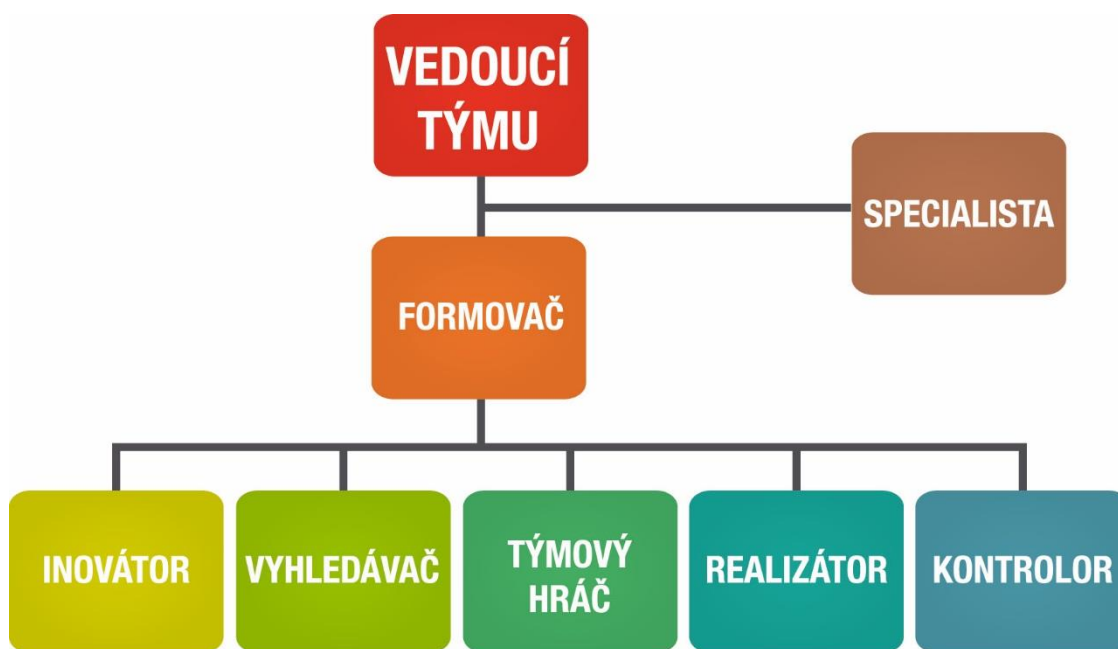 VEDOUCÍ
TÝMU
SPECIALISTA
FORMOVAČ
INOVÁTOR
VYHLEDÁVAČ
TÝMOVÝ
HRÁČ
REALIZÁTOR
KONTROLOR